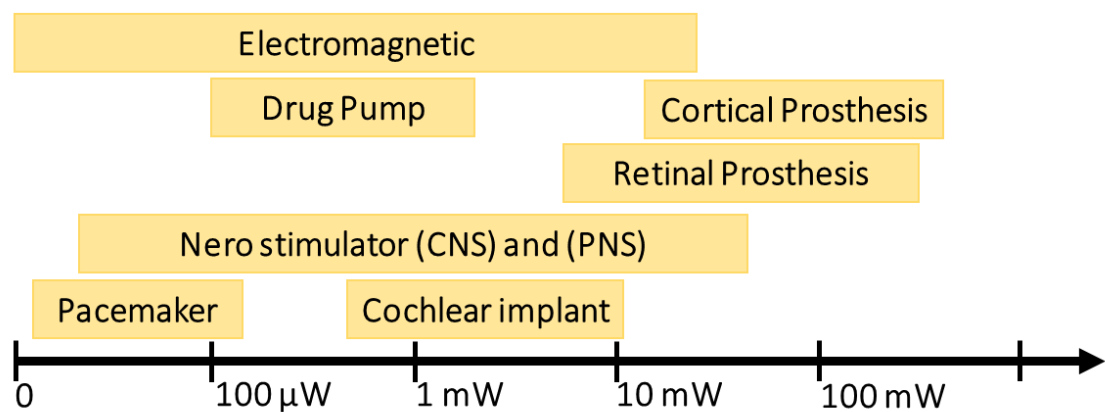 Electromagnetic
Drug Pump
Cortical Prosthesis
Retinal Prosthesis
Nero stimulator (CNS) and (PNS)
Pacemaker
Cochlear implant
0
100 μW
1 mW
10 mW
100 mW